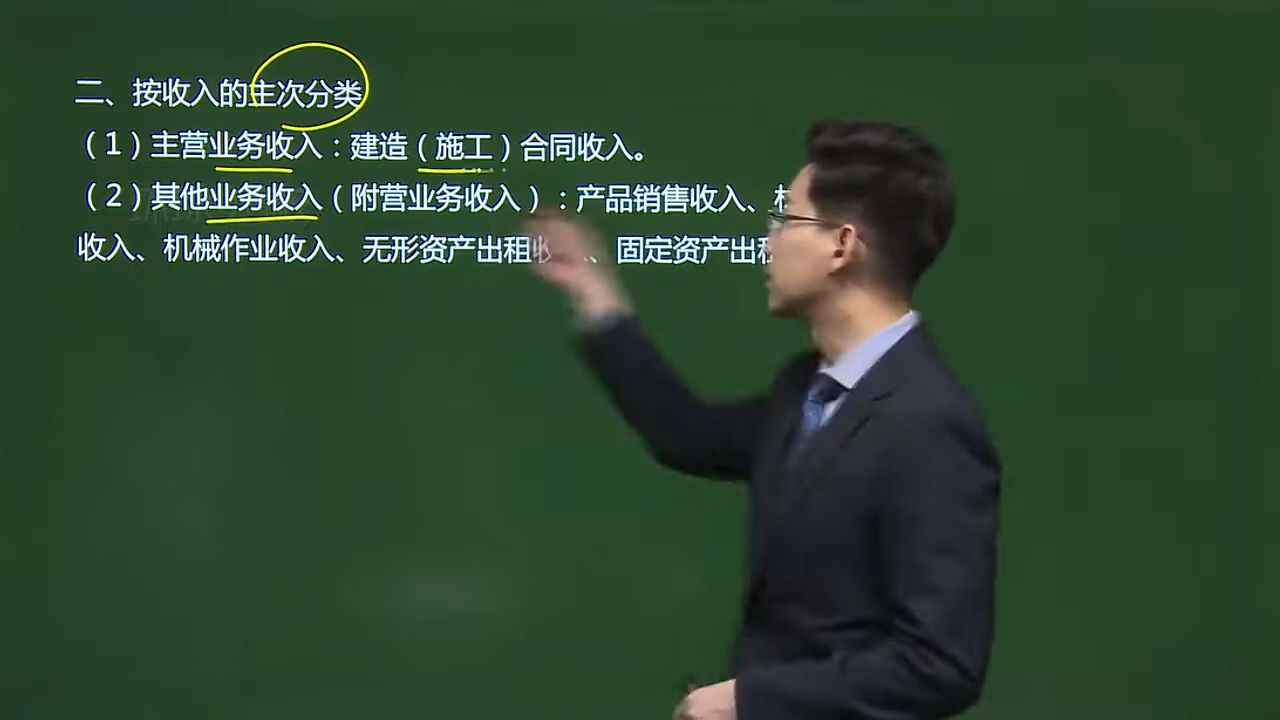 二、按收入的主次分类
（1）主营业务收入：建造（施工）合同收入。
（2）其他业务收入（附营业务收入）：产品销售收入、
收入、机械作业收入、无形资产出租收、固定资产出租